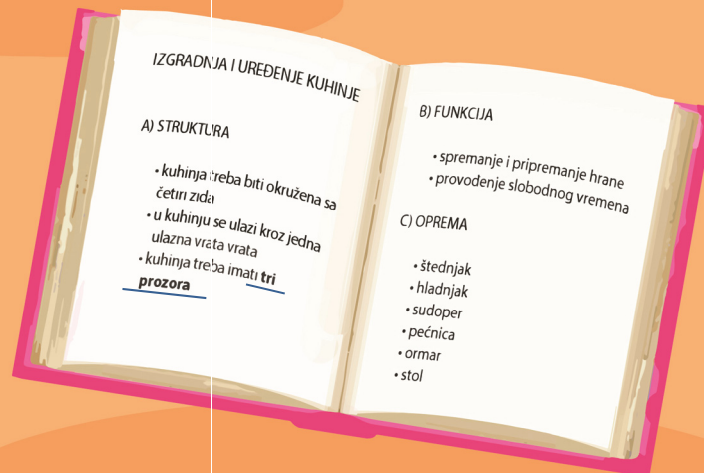 IZGRADNJA I UREĐENJE KUHINJE
A) STRUKTURA
• kuhinja treba biti okružena sa
četiri zida
• u kuhinju se ulazi kroz jedna
ulazna vrata vrata
• kuhinja treba imati tri
prozora
B) FUNKCIJA
• spremanje i pripremanje hrane
• provođenje slobodnog vremena
C) OPREMA
• štednjak
• hladnjak
• sudoper
• pećnica
• ormar
• stol